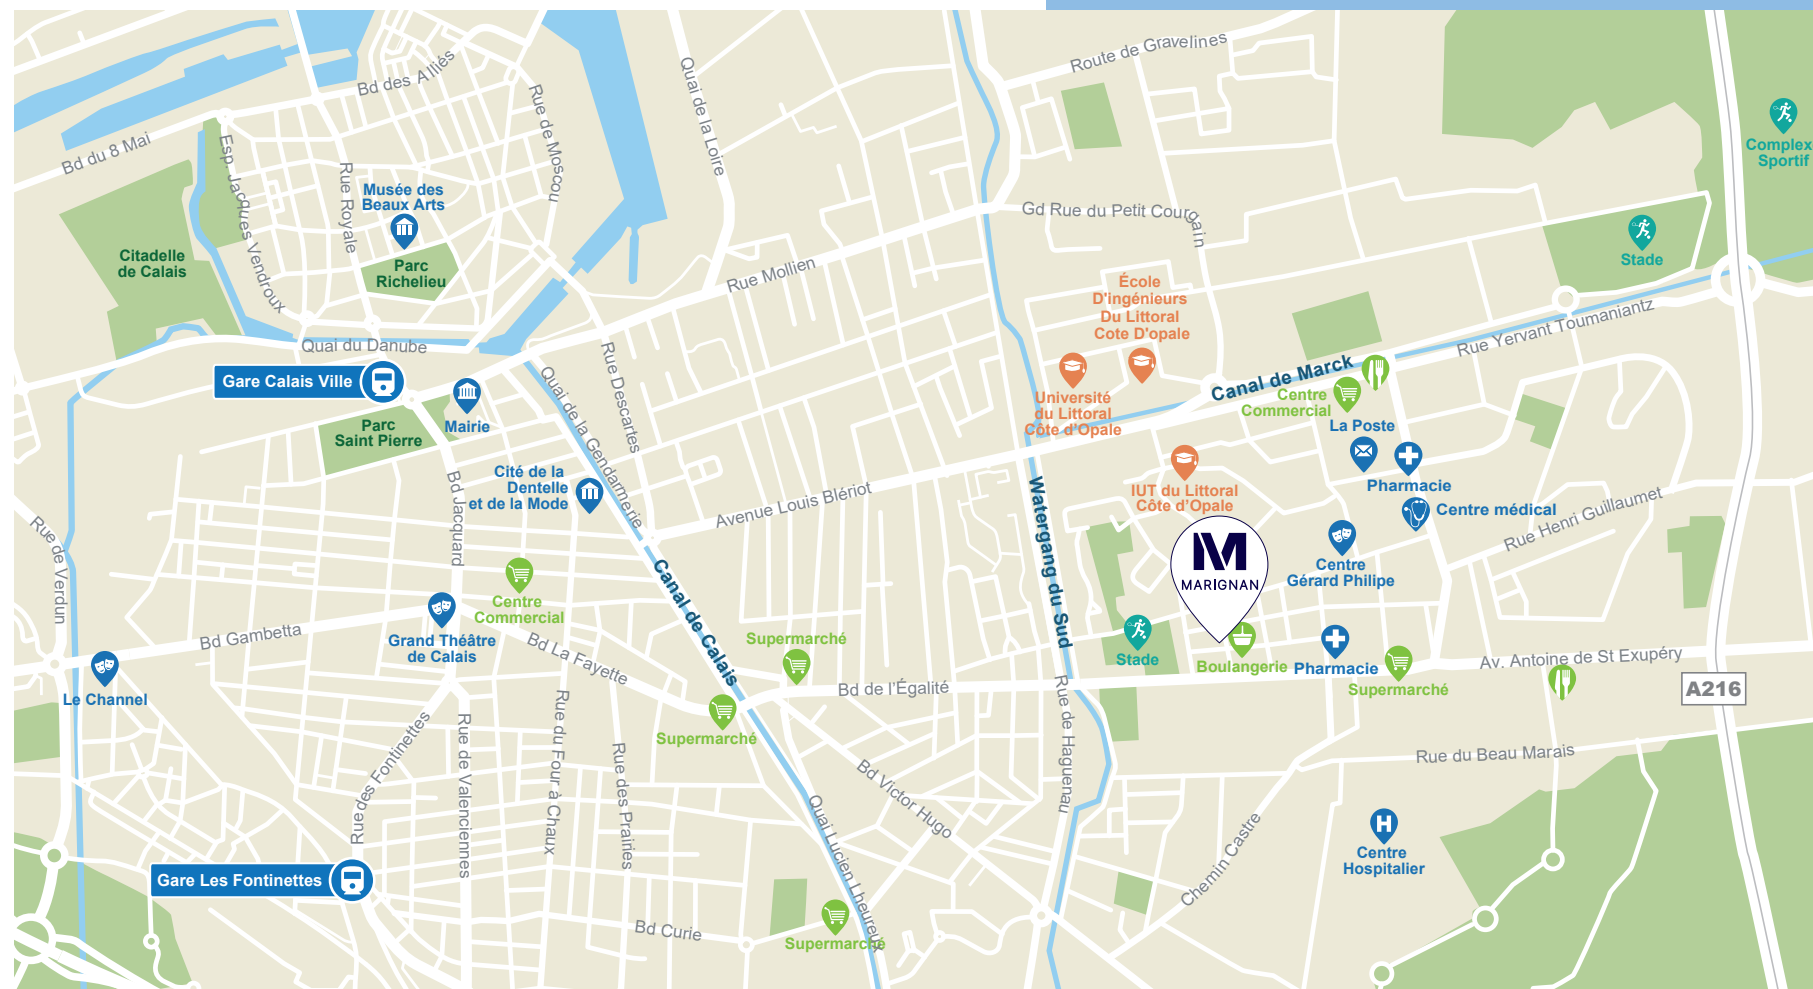 Route de Gravelines
Bd des Alliés
Quai de la Loire
Rue de Moscou
Bd du 8 Mai
Esp. Jacques Vendroux
Rue Royale
Complex
Sportif
Musée des
Beaux Arts
Gd Rue du Petit Courgain
Citadelle
de Calais
Parc
Richelieu
Stade
Rue Mollien
École
D'ingénieurs
Du Littoral
Cote D'opale
Rue Yervant Toumaniantz
Quai du Danube
Rue Descartes
Gare Calais Ville
Canal de Marck
Quai de la Gendarmerie
Université
du Littoral
Côte d'Opale
Centre
Commercial
Parc
Saint Pierre
Mairie
La Poste
Cité de la
Dentelle
et de la Mode
Bd Jacquard
Avenue Louis Blériot
IUT du Littoral
Côte d'Opale
Pharmacie
Centre médical
Rue Henri Guillaumet
Rue de Verdun
Watergang du Sud
MARIGNAN
Centre
Gérard Philipe
Centre
Commercial
Canal de Calais
Bd Gambetta
Grand Théâtre
de Calais
Bd La Fayette
Supermarché
Stade
Boulangerie
Pharmacie
Supermarché
Av. Antoine de St Exupéry
Le Channel
Bd de l'Égalité
A216
Supermarché
Rue de Haguenau
Rue du Beau Marais
Rue des Fontinettes
Rue de Valenciennes
Rue du Four à Chaux
Rue des Prairies
Bd Victor Hugo
Quai Lucien Lheureux
Chemin Castre
Centre
Hospitalier
Gare Les Fontinettes
Bd Curie
Supermarché